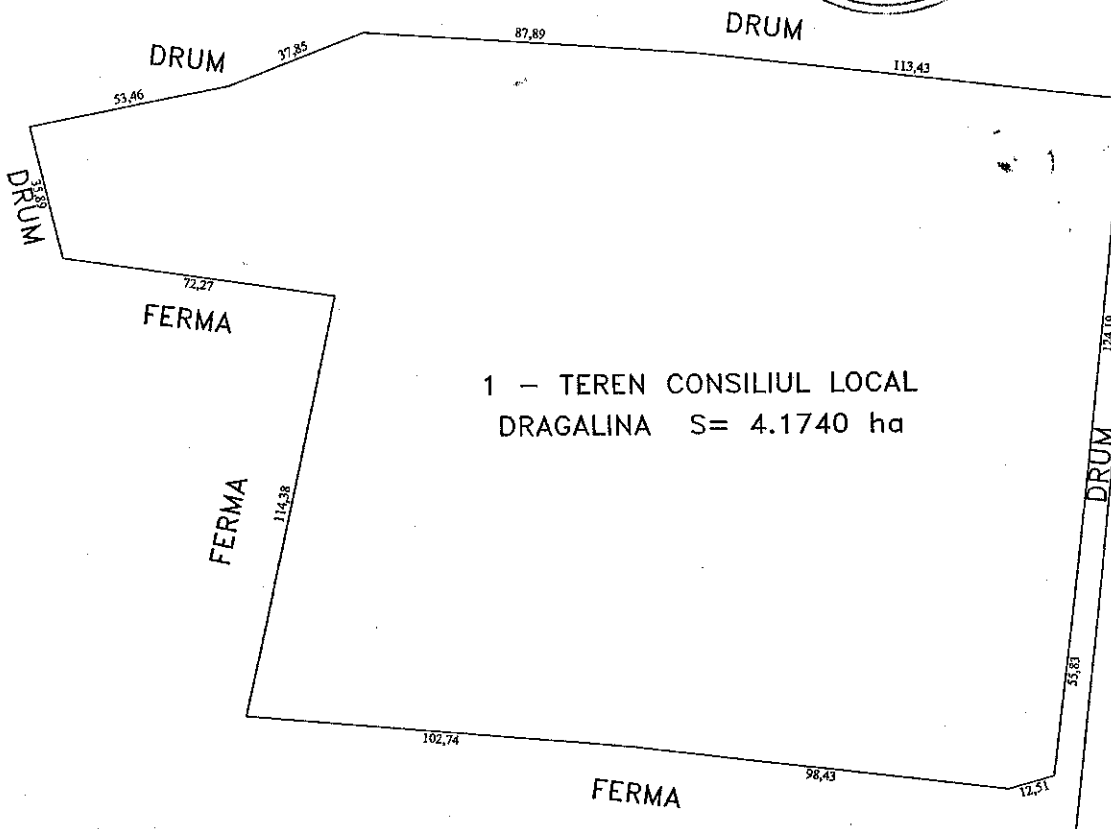 DRUM
87,89
DRUM
37,85
113,43
53,46
1
DRUM
35,89
72,27
FERMA
124,19
1 - TEREN CONSILIUL LOCAL
DRAGALINA S= 4.1740 ha
DRUM
FERMA
114,38
55,83
102,74
98,43
12,51
FERMA